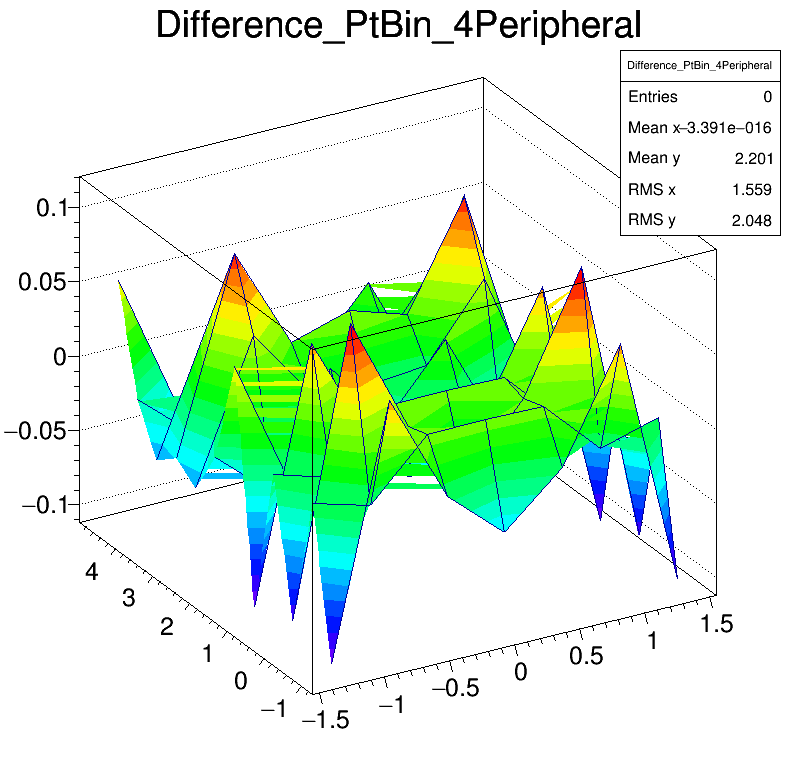 Difference_PtBin_4Peripheral
Difference_PtBin_4Peripheral
Entries 0
Mean x −3.391e−016
Mean y 2.201
RMS x 1.559
RMS y 2.048
0.1
0.05
0
−0.05
−0.1
4
3
2
1
0
−1
−1.5
−1
−0.5
0
0.5
1
1.5